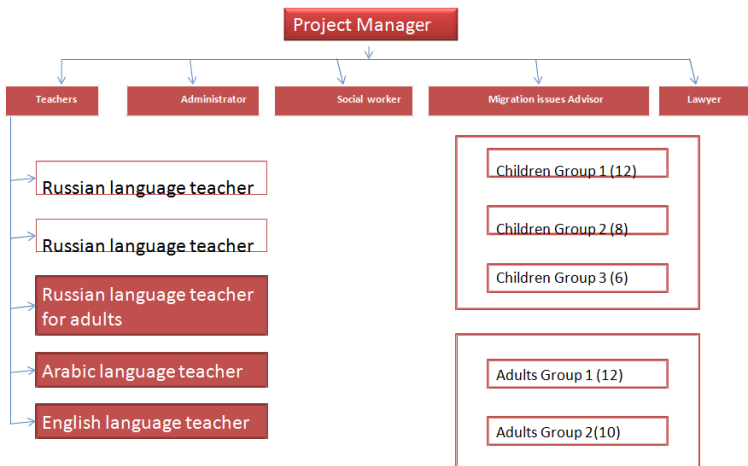 Project Manager
Teachers
Administrator
Social worker
Migration issues Advisor
Lawyer
Russian language teacher
Russian language teacher
Russian language teacher
for adults
Arabic language teacher
English language teacher
Children Group 1 (12)
Children Group 2 (8)
Children Group 3 (6)
Adults Group 1 (12)
Adults Group 2(10)